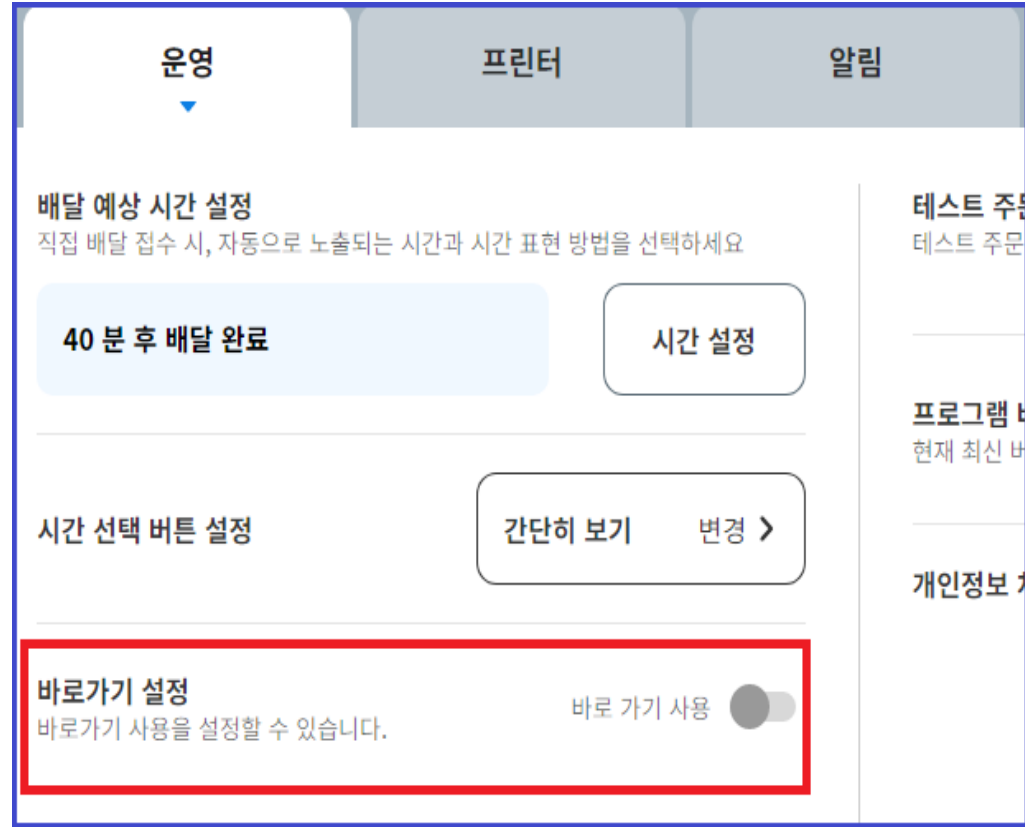 운영
프린터
알림
배달 예상 시간 설정
직접 배달 접수 시, 자동으로 노출되는 시간과 시간 표현 방법을 선택하세요
40 분 후 배달 완료
시간 설정
시간 선택 버튼 설정
간단히 보기
변경
바로가기 설정
바로가기 사용을 설정할 수 있습니다.
바로 가기 사용
테스트
테스트 주문
프로그램
현재 최신
개인정보